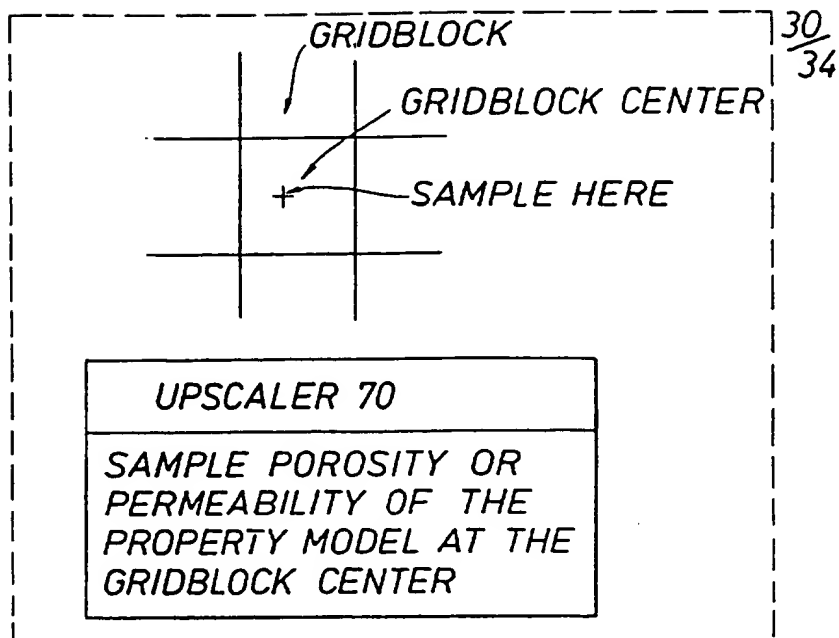 GRIDBLOCK
30
34
GRIDBLOCK CENTER
SAMPLE HERE
UPSCALER 70
SAMPLE POROSITY OR
PERMEABILITY OF THE
PROPERTY MODEL AT THE
GRIDBLOCK CENTER